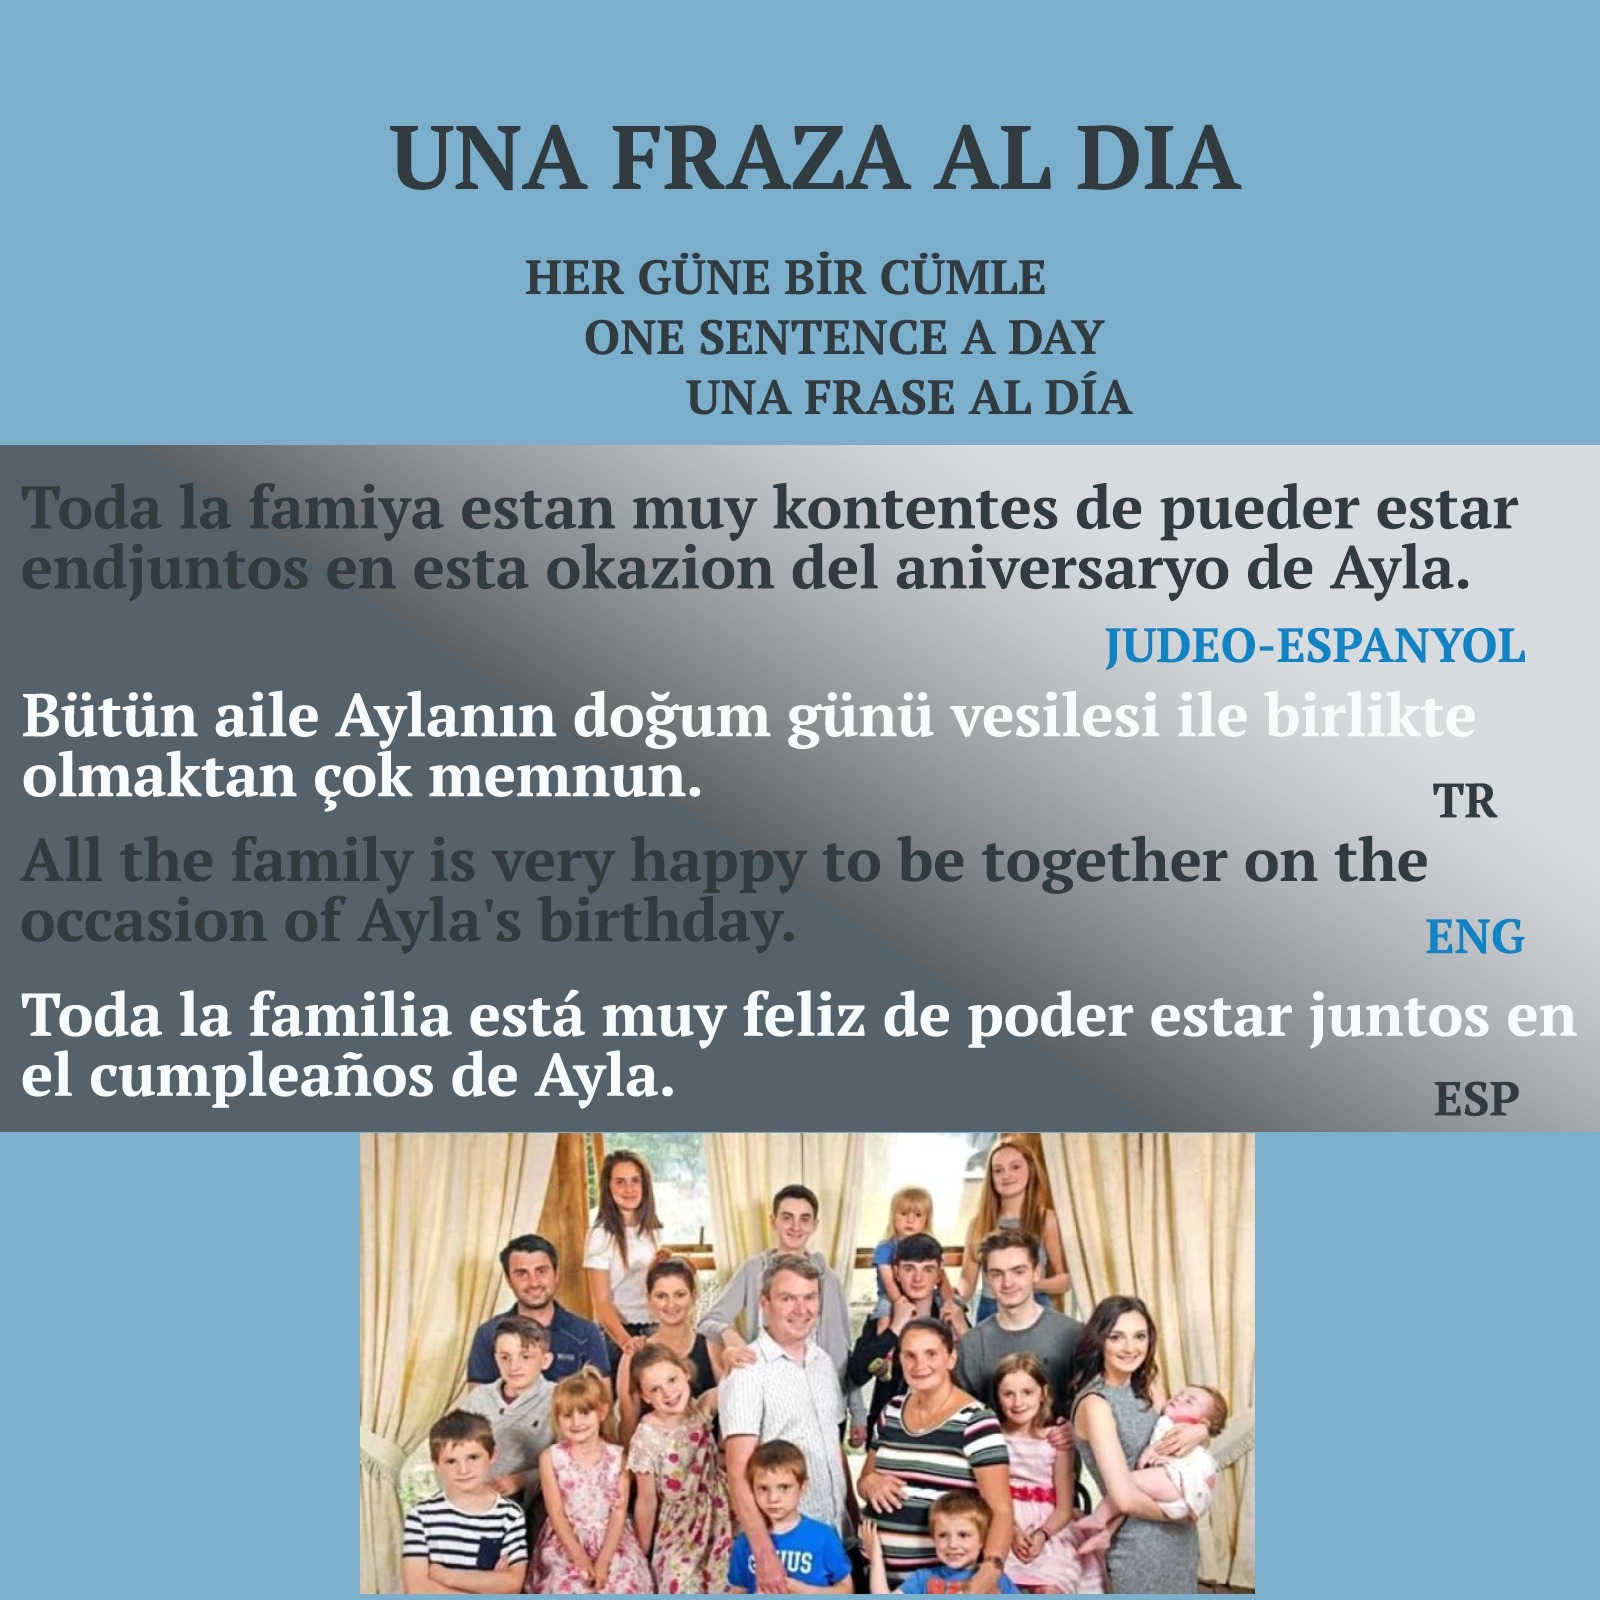 UNA FRAZA AL DIA
HER GÜNE BİR CÜMLE
ONE SENTENCE A DAY
UNA FRASE AL DÍA
Toda la famiya estan muy kontentes de pueder estar
endjuntos en esta okazion del aniversaryo de Ayla.
JUDEO-ESPANYOL
Bütün aile Aylanın doğum günü vesilesi ile birlikte
olmaktan çok memnun.
TR
All the family is very happy to be together on the
occasion of Ayla's birthday.
ENG
Toda la familia está muy feliz de poder estar juntos en
el cumpleaños de Ayla.
ESP